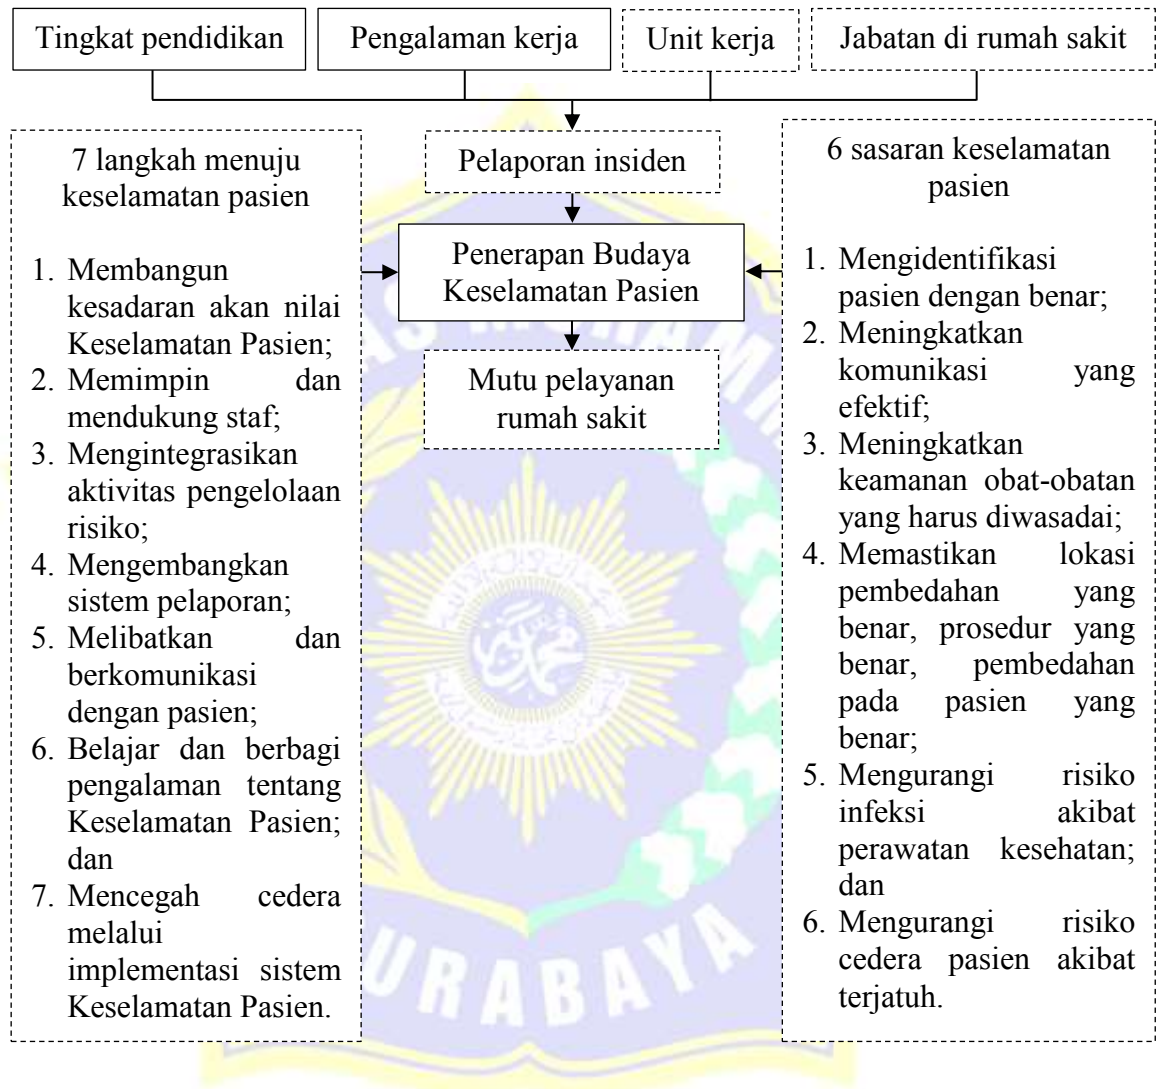 Tingkat pendidikan
Pengalaman kerja
Unit kerja
Jabatan di rumah sakit
7 langkah menuju
keselamatan pasien
1. Membangun
kesadaran akan nilai
Keselamatan Pasien;
2. Memimpin dan
mendukung staf;
3. Mengintegrasikan
aktivitas pengelolaan
risiko;
4. Mengembangkan
sistem pelaporan;
5. Melibatkan dan
berkomunikasi
dengan pasien;
6. Belajar dan berbagi
pengalaman tentang
Keselamatan Pasien;
dan
7. Mencegah cedera
melalui
implementasi sistem
Keselamatan Pasien.
Pelaporan insiden
Penerapan Budaya
Keselamatan Pasien
Mutu pelayanan
rumah sakit
6 sasaran keselamatan
pasien
1. Mengidentifikasi
pasien dengan benar;
2. Meningkatkan
komunikasi yang
efektif;
3. Meningkatkan
keamanan obat-obatan
yang harus diwasadai;
4. Memastikan lokasi
pembedahan yang
benar, prosedur yang
benar, pembedahan
pada pasien yang
benar;
5. Mengurangi risiko
infeksi akibat
perawatan kesehatan;
dan
6. Mengurangi risiko
cedera pasien akibat
terjatuh.